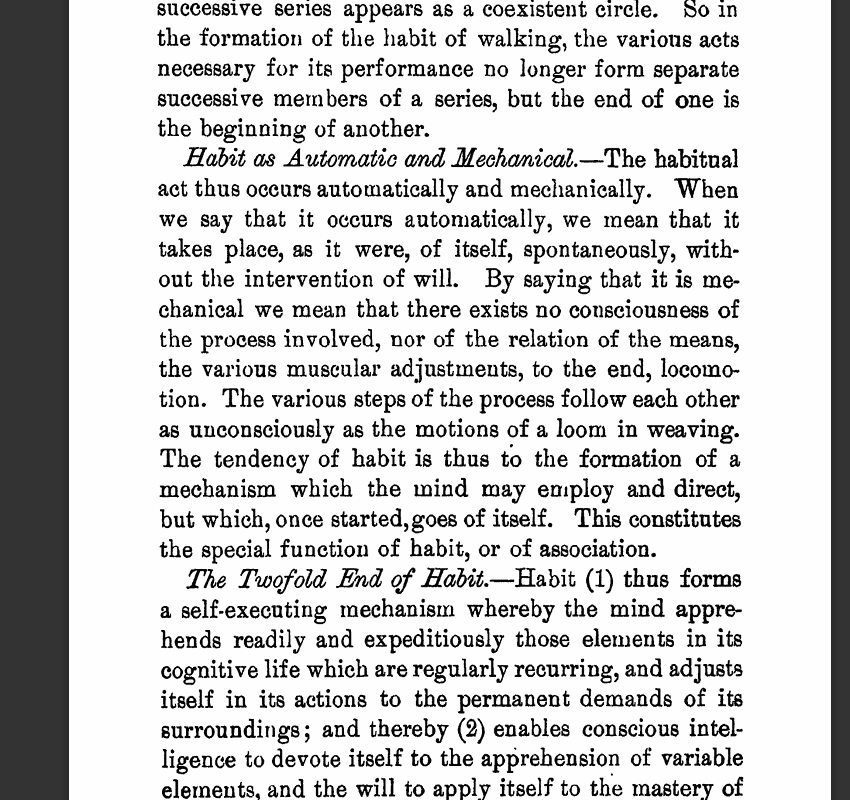 successive series appears as a coexistent circle. So in
the formation of the habit of walking, the various acts
necessary for its performance no longer form separate
successive members of a series, but the end of one is
the beginning of another.
Habit as Automatic and Mechanical.—The habitual
act thus occurs automatically and mechanically. When
we say that it occurs automatically, we mean that it
takes place, as it were, of itself, spontaneously, with-
out the intervention of will. By saying that it is me-
chanical we mean that there exists no consciousness of
the process involved, nor of the relation of the means,
the various muscular adjustments, to the end, locomo-
tion. The various steps of the process follow each other
as unconsciously as the motions of a loom in weaving.
The tendency of habit is thus to the formation of a
mechanism which the mind may employ and direct,
but which, once started, goes of itself. This constitutes
the special function of habit, or of association.
The Twofold End of Habit.—Habit (1) thus forms
a self-executing mechanism whereby the mind appre-
hends readily and expeditiously those elements in its
cognitive life which are regularly recurring, and adjusts
itself in its actions to the permanent demands of its
surroundings; and thereby (2) enables conscious intel-
ligence to devote itself to the apprehension of variable
elements, and the will to apply itself to the mastery of